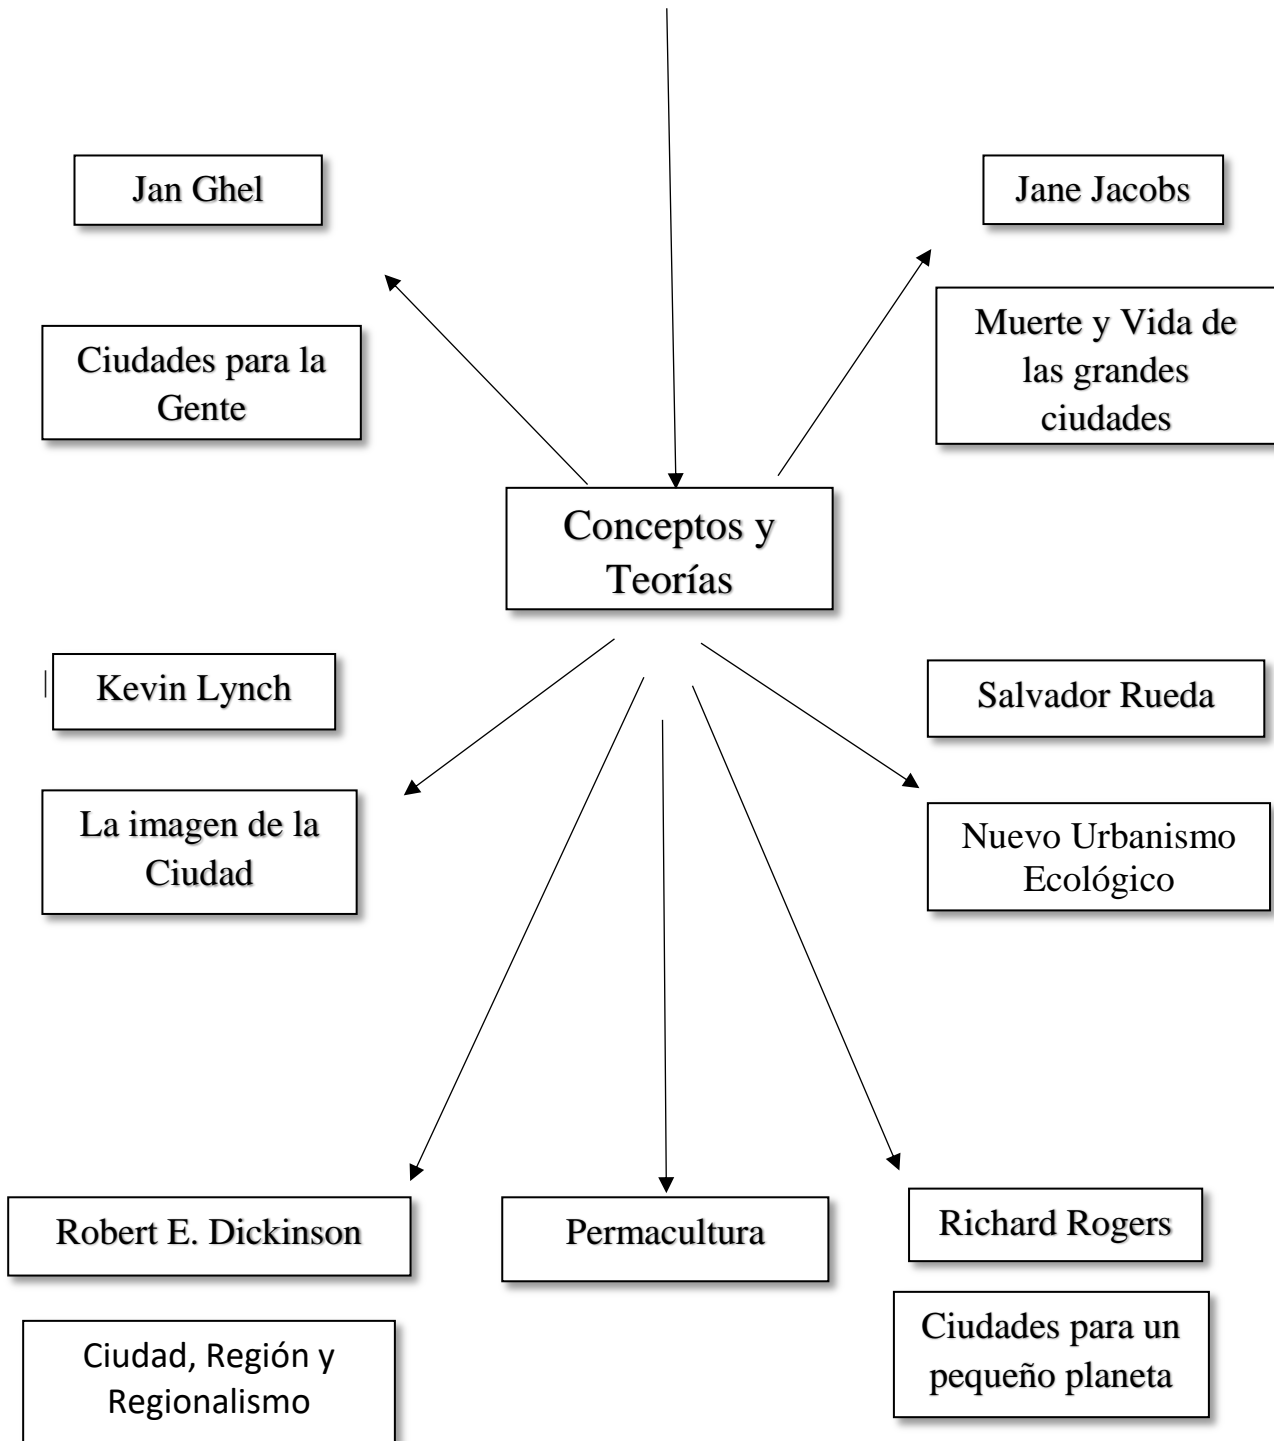 Jan Ghel
Jane Jacobs
Ciudades para la
Gente
Muerte y Vida de
las grandes
ciudades
Conceptos y
Teorías
Kevin Lynch
Salvador Rueda
La imagen de la
Ciudad
Nuevo Urbanismo
Ecológico
Robert E. Dickinson
Permacultura
Richard Rogers
Ciudad, Región y
Regionalismo
Ciudades para un
pequeño planeta